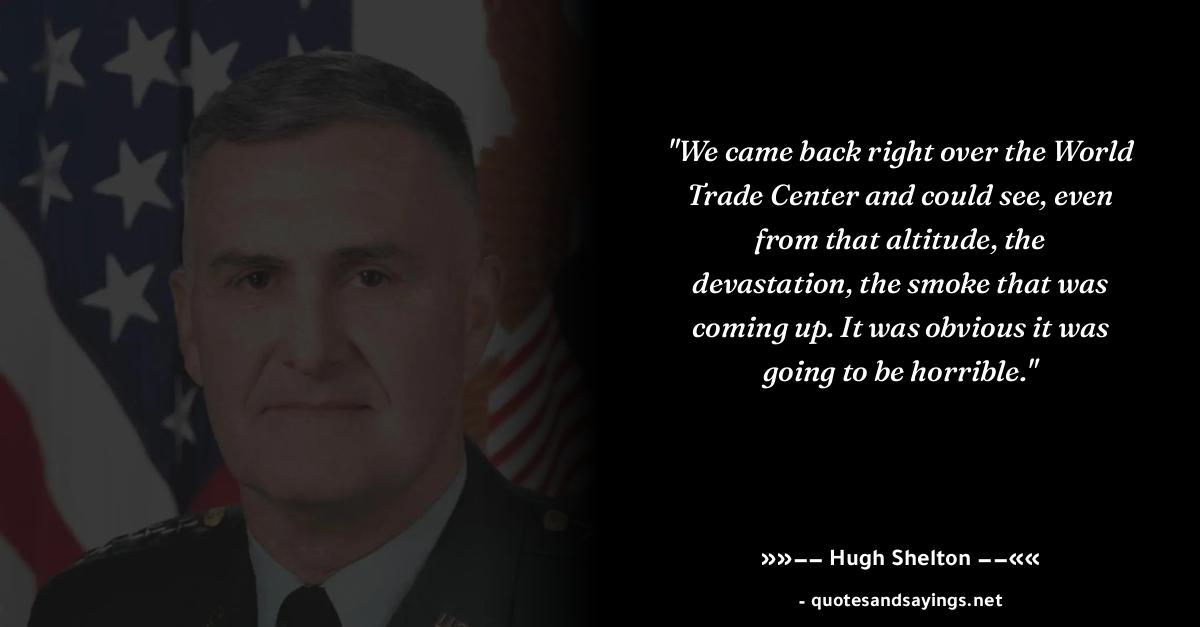 "We came back right over the World
Trade Center and could see, even
from that altitude, the
devastation, the smoke that was
coming up. It was obvious it was
going to be horrible."
»»–– Hugh Shelton ––««
- quotesandsayings.net